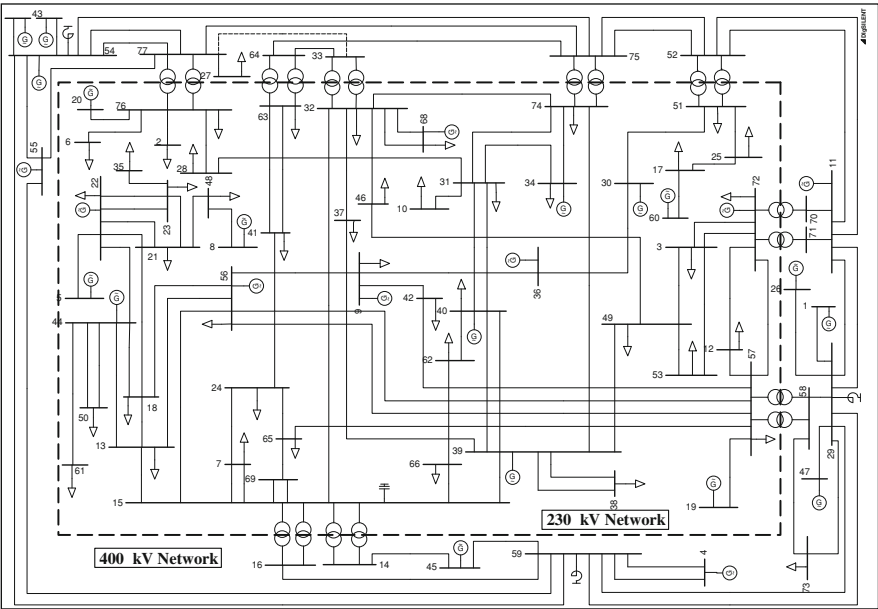 43
G
G
54
G
77
64
33
75
52
DIgSILENT
27
20
G
76
63
32
68
G
74
51
55
G
6
2
35
28
22
G
23
48
46
31
10
34
G
30
G
17
25
60
G
72
G
11
G
70
71
21
8
G
41
37
3
5
G
G
56
G
9
G
36
G
26
G
1
G
44
42
40
G
62
49
12
57
58
50
18
24
53
13
65
39
G
29
61
7
69
66
38
19
G
47
G
15
230 kV Network
400 kV Network
16
14
45
G
59
4
G
73